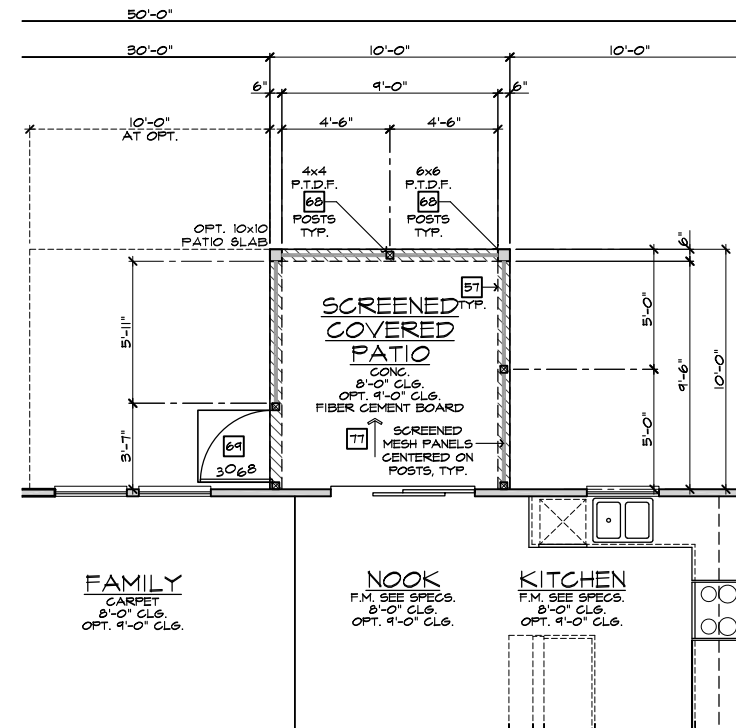 50'-0"
30'-0"
10'-0"
10'-0"
6"
9'-0"
6"
10'-0"
AT OPT.
4'-6"
4'-6"
4x4
P.T.D.F.
68
POSTS
TYP.
6x6
P.T.D.F.
68
POSTS
TYP.
OPT. 10x10
PATIO SLAB
6"
57
TYP.
SCREENED
COVERED
PATIO
CONC.
8'-0" CLG.
OPT. 9'-0" CLG.
FIBER CEMENT BOARD
5'-11"
5'-0"
9'-6"
10'-0"
77
SCREENED
MESH PANELS
CENTERED ON
POSTS, TYP.
69
3068
3'-7"
5'-0"
FAMILY
CARPET
8'-0" CLG.
OPT. 9'-0" CLG.
NOOK
F.M. SEE SPECS.
8'-0" CLG.
OPT. 9'-0" CLG.
KITCHEN
F.M. SEE SPECS.
8'-0" CLG.
OPT. 9'-0" CLG.